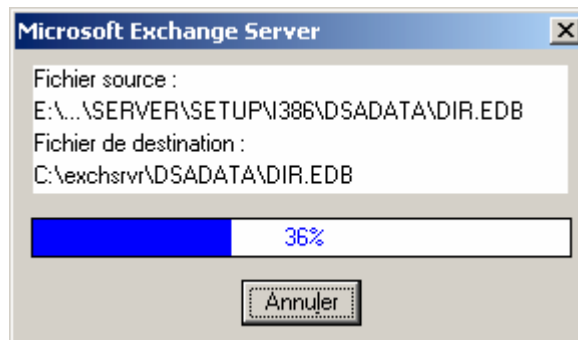 Microsoft Exchange Server
Fichier source :
E:\...\SERVER\SETUP\I386\DSADATA\DIR.EDB
Fichier de destination :
C:\exchsrvr\DSADATA\DIR.EDB
36%
Annuler